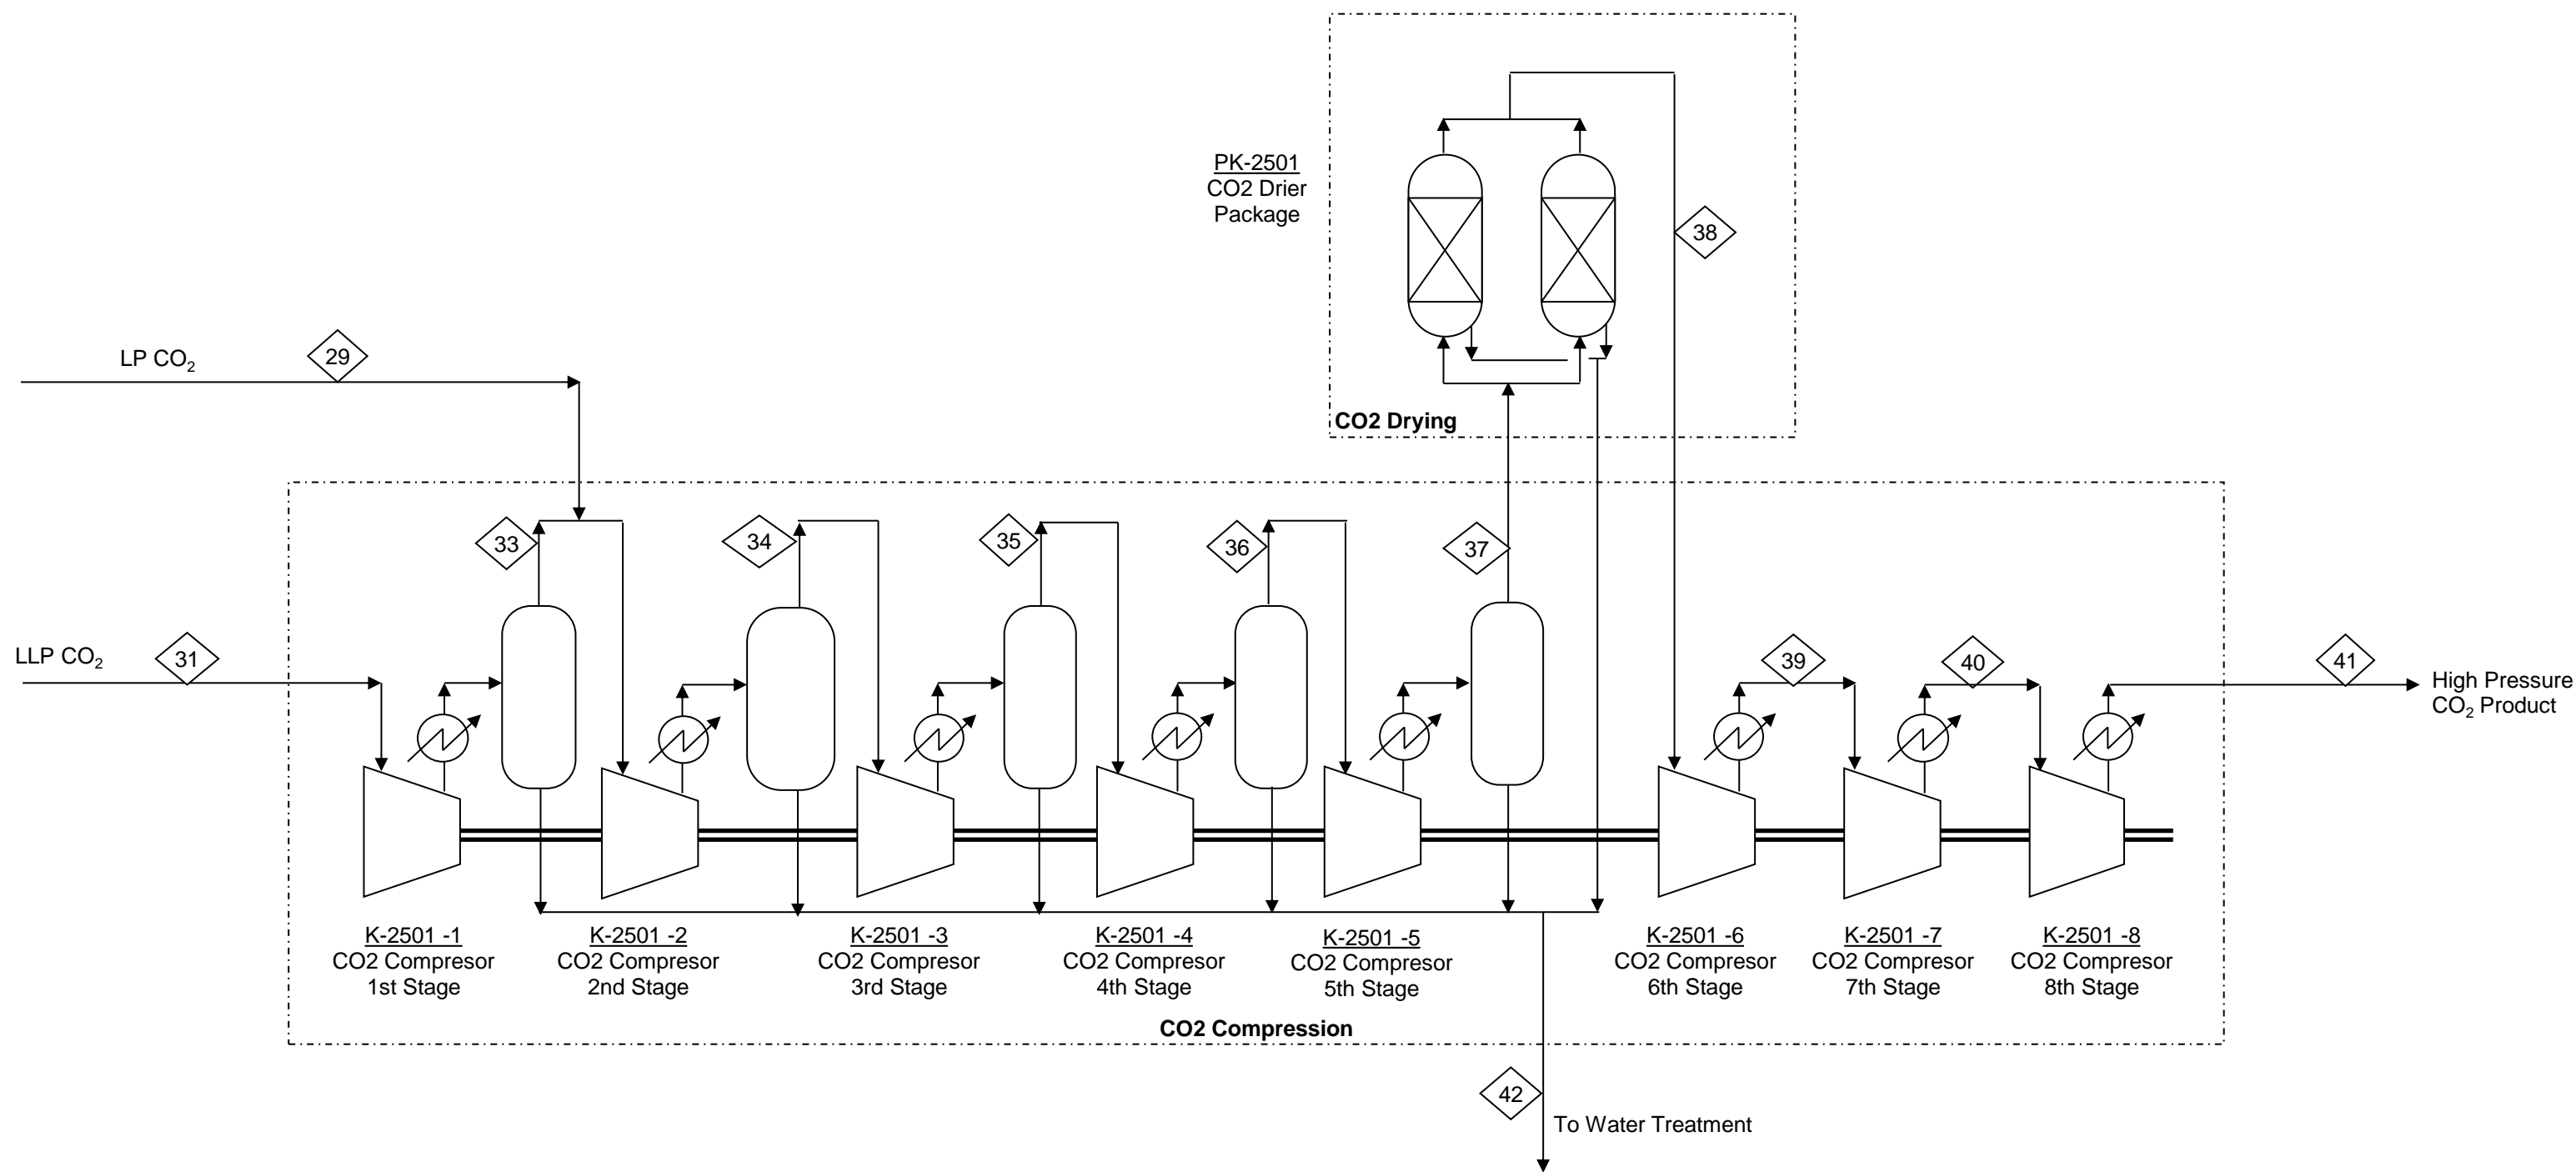 PK-2501
CO2 Drier
Package
38
LP CO₂
29
CO2 Drying
33
34
35
36
37
LLP CO₂
31
39
40
41
High Pressure
CO₂ Product
K-2501 -1
CO2 Compresor
1st Stage
K-2501 -2
CO2 Compresor
2nd Stage
K-2501 -3
CO2 Compresor
3rd Stage
K-2501 -4
CO2 Compresor
4th Stage
K-2501 -5
CO2 Compresor
5th Stage
K-2501 -6
CO2 Compresor
6th Stage
K-2501 -7
CO2 Compresor
7th Stage
K-2501 -8
CO2 Compresor
8th Stage
CO2 Compression
42
To Water Treatment